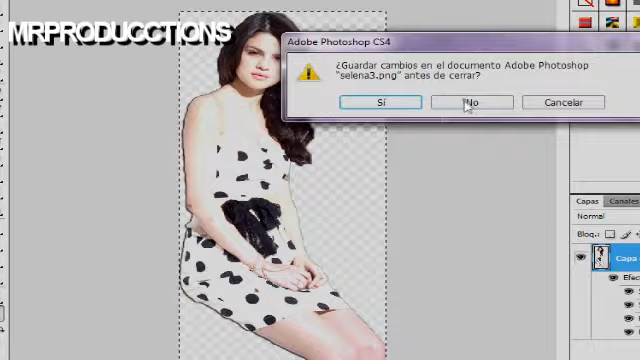 MRPRODUCCTIONS
Adobe Photoshop CS4
¿Guardar cambios en el documento Adobe Photoshop
"selena3.png" antes de cerrar?
Sí
No
Cancelar
Capas
Canales
Normal
Bloq.:
Capa
Efec